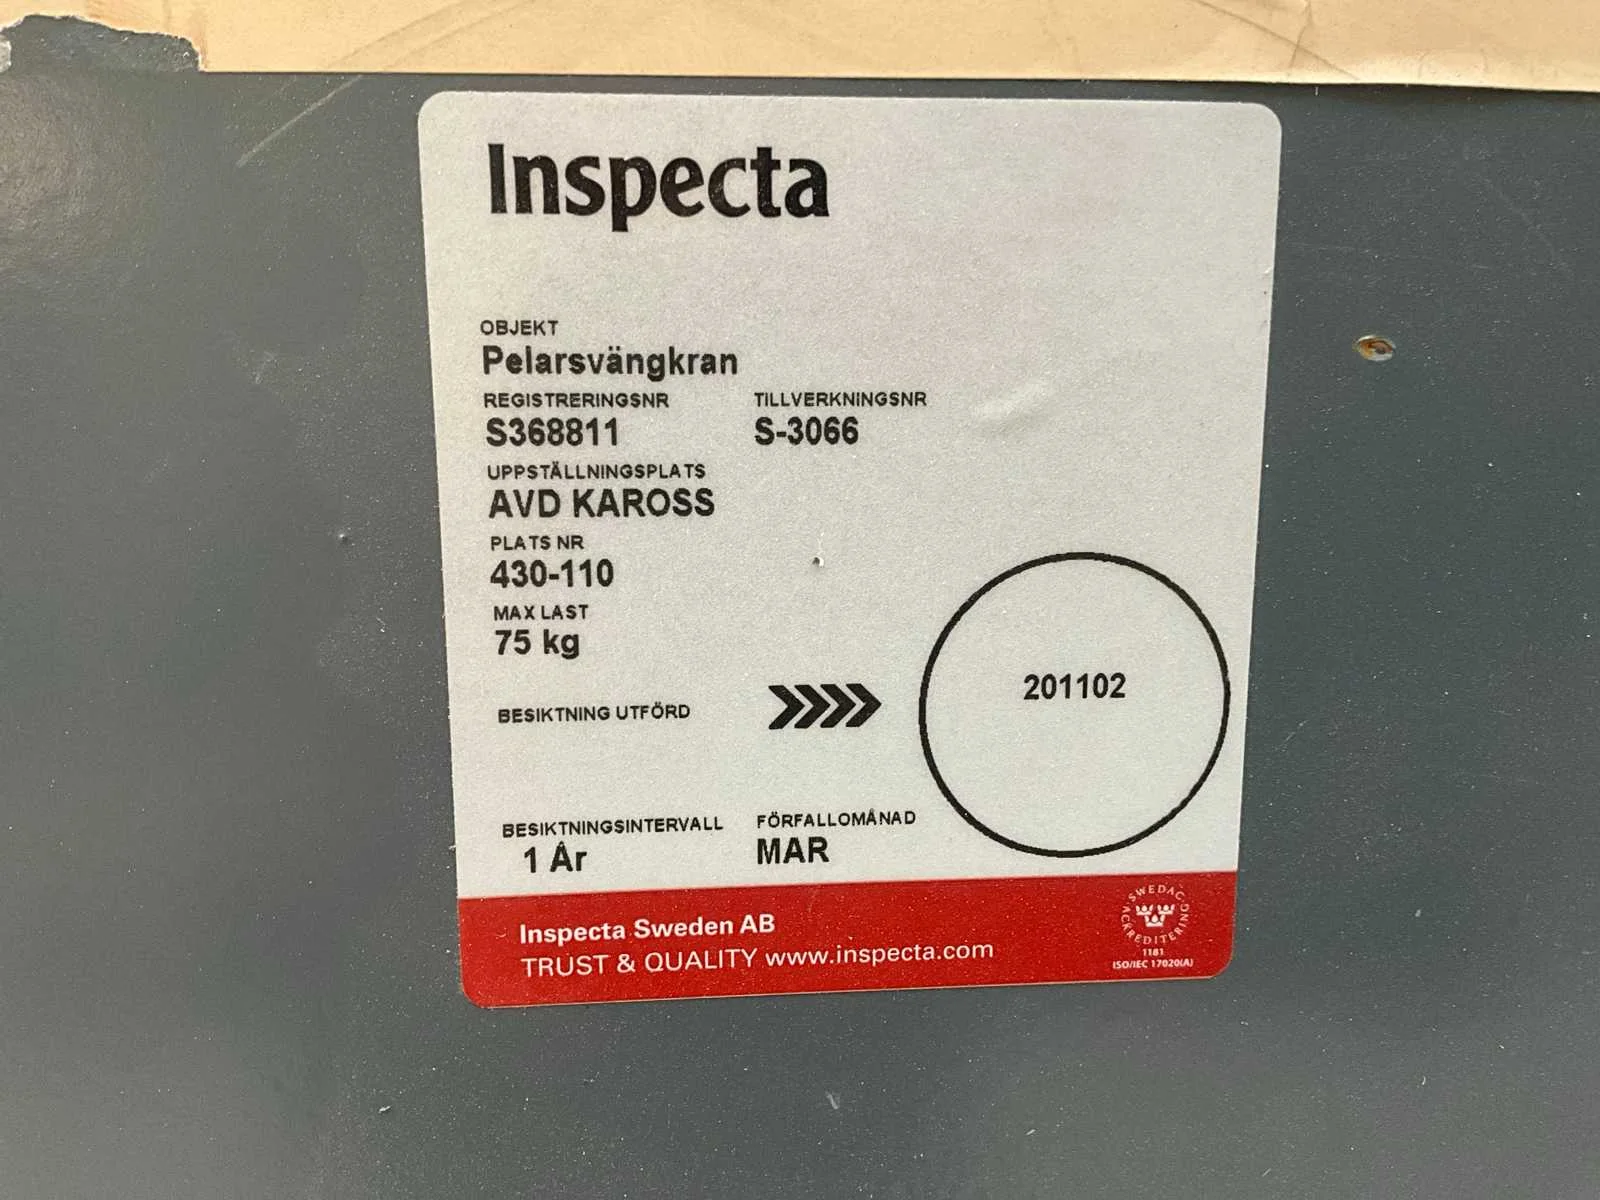 Inspecta
OBJEKT
Pelarsvängkran
REGISTRERINGSNR TILLVERKNINGSNR
S368811 S-3066
UPPSTÄLLNINGSPLATS
AVD KAROSS
PLATS NR
430-110
MAX LAST
75 kg
BESIKTNING UTFÖRD
201102
BESIKTNINGSINTERVALL FÖRFALLOMÅNAD
1 År MAR
Inspecta Sweden AB
TRUST & QUALITY www.inspecta.com
SWEDAC
ACKREDITERING
1181
ISO/IEC 17020(A)